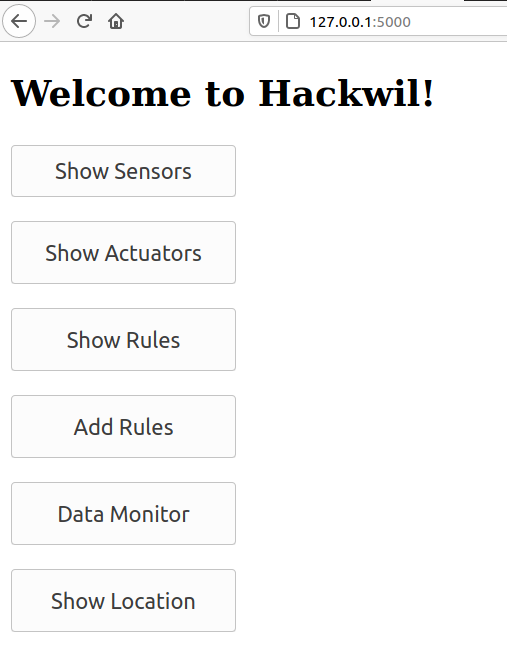 127.0.0.1:5000
Welcome to Hackwil!
Show Sensors
Show Actuators
Show Rules
Add Rules
Data Monitor
Show Location